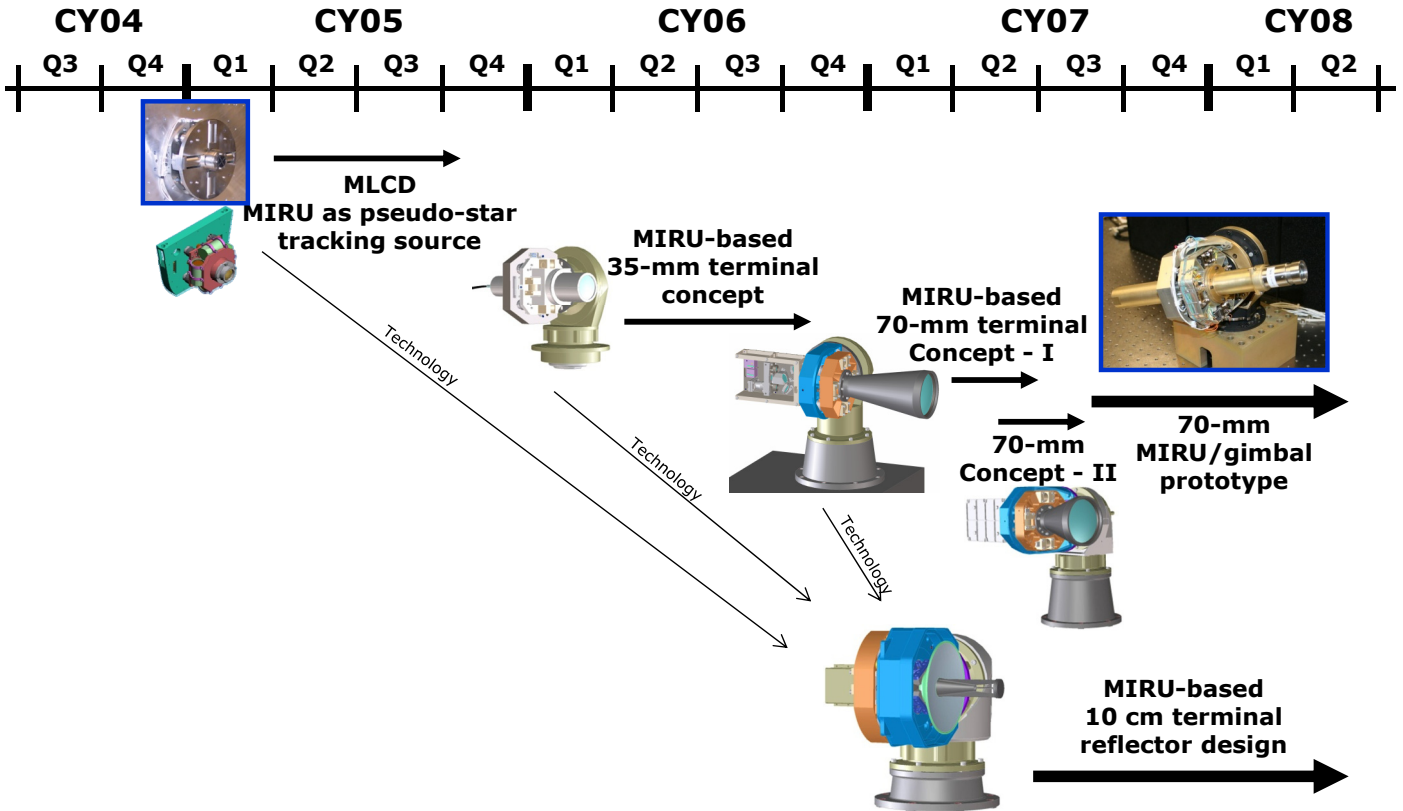 CY04 CY05 CY06 CY07 CY08
Q3 Q4 Q1 Q2 Q3 Q4 Q1 Q2 Q3 Q4 Q1 Q2 Q3 Q4 Q1 Q2
MLCD
MIRU as pseudo-star
tracking source
MIRU-based
35-mm terminal
concept
MIRU-based
70-mm terminal
Concept - I
70-mm
Concept - II
70-mm
MIRU/gimbal
prototype
Technology
Technology
Technology
MIRU-based
10 cm terminal
reflector design